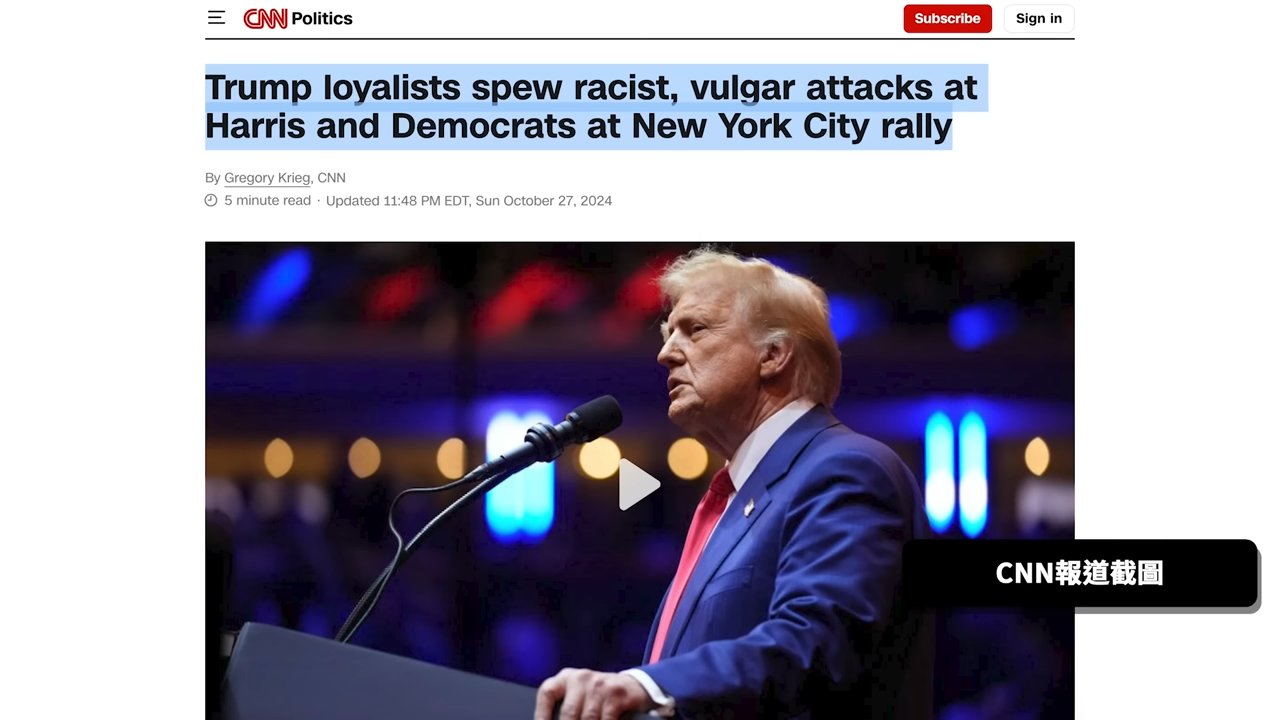 CNN Politics
Subscribe
Sign in
Trump loyalists spew racist, vulgar attacks at
Harris and Democrats at New York City rally
By Gregory Krieg, CNN
5 minute read · Updated 11:48 PM EDT, Sun October 27, 2024
CNN報道截圖